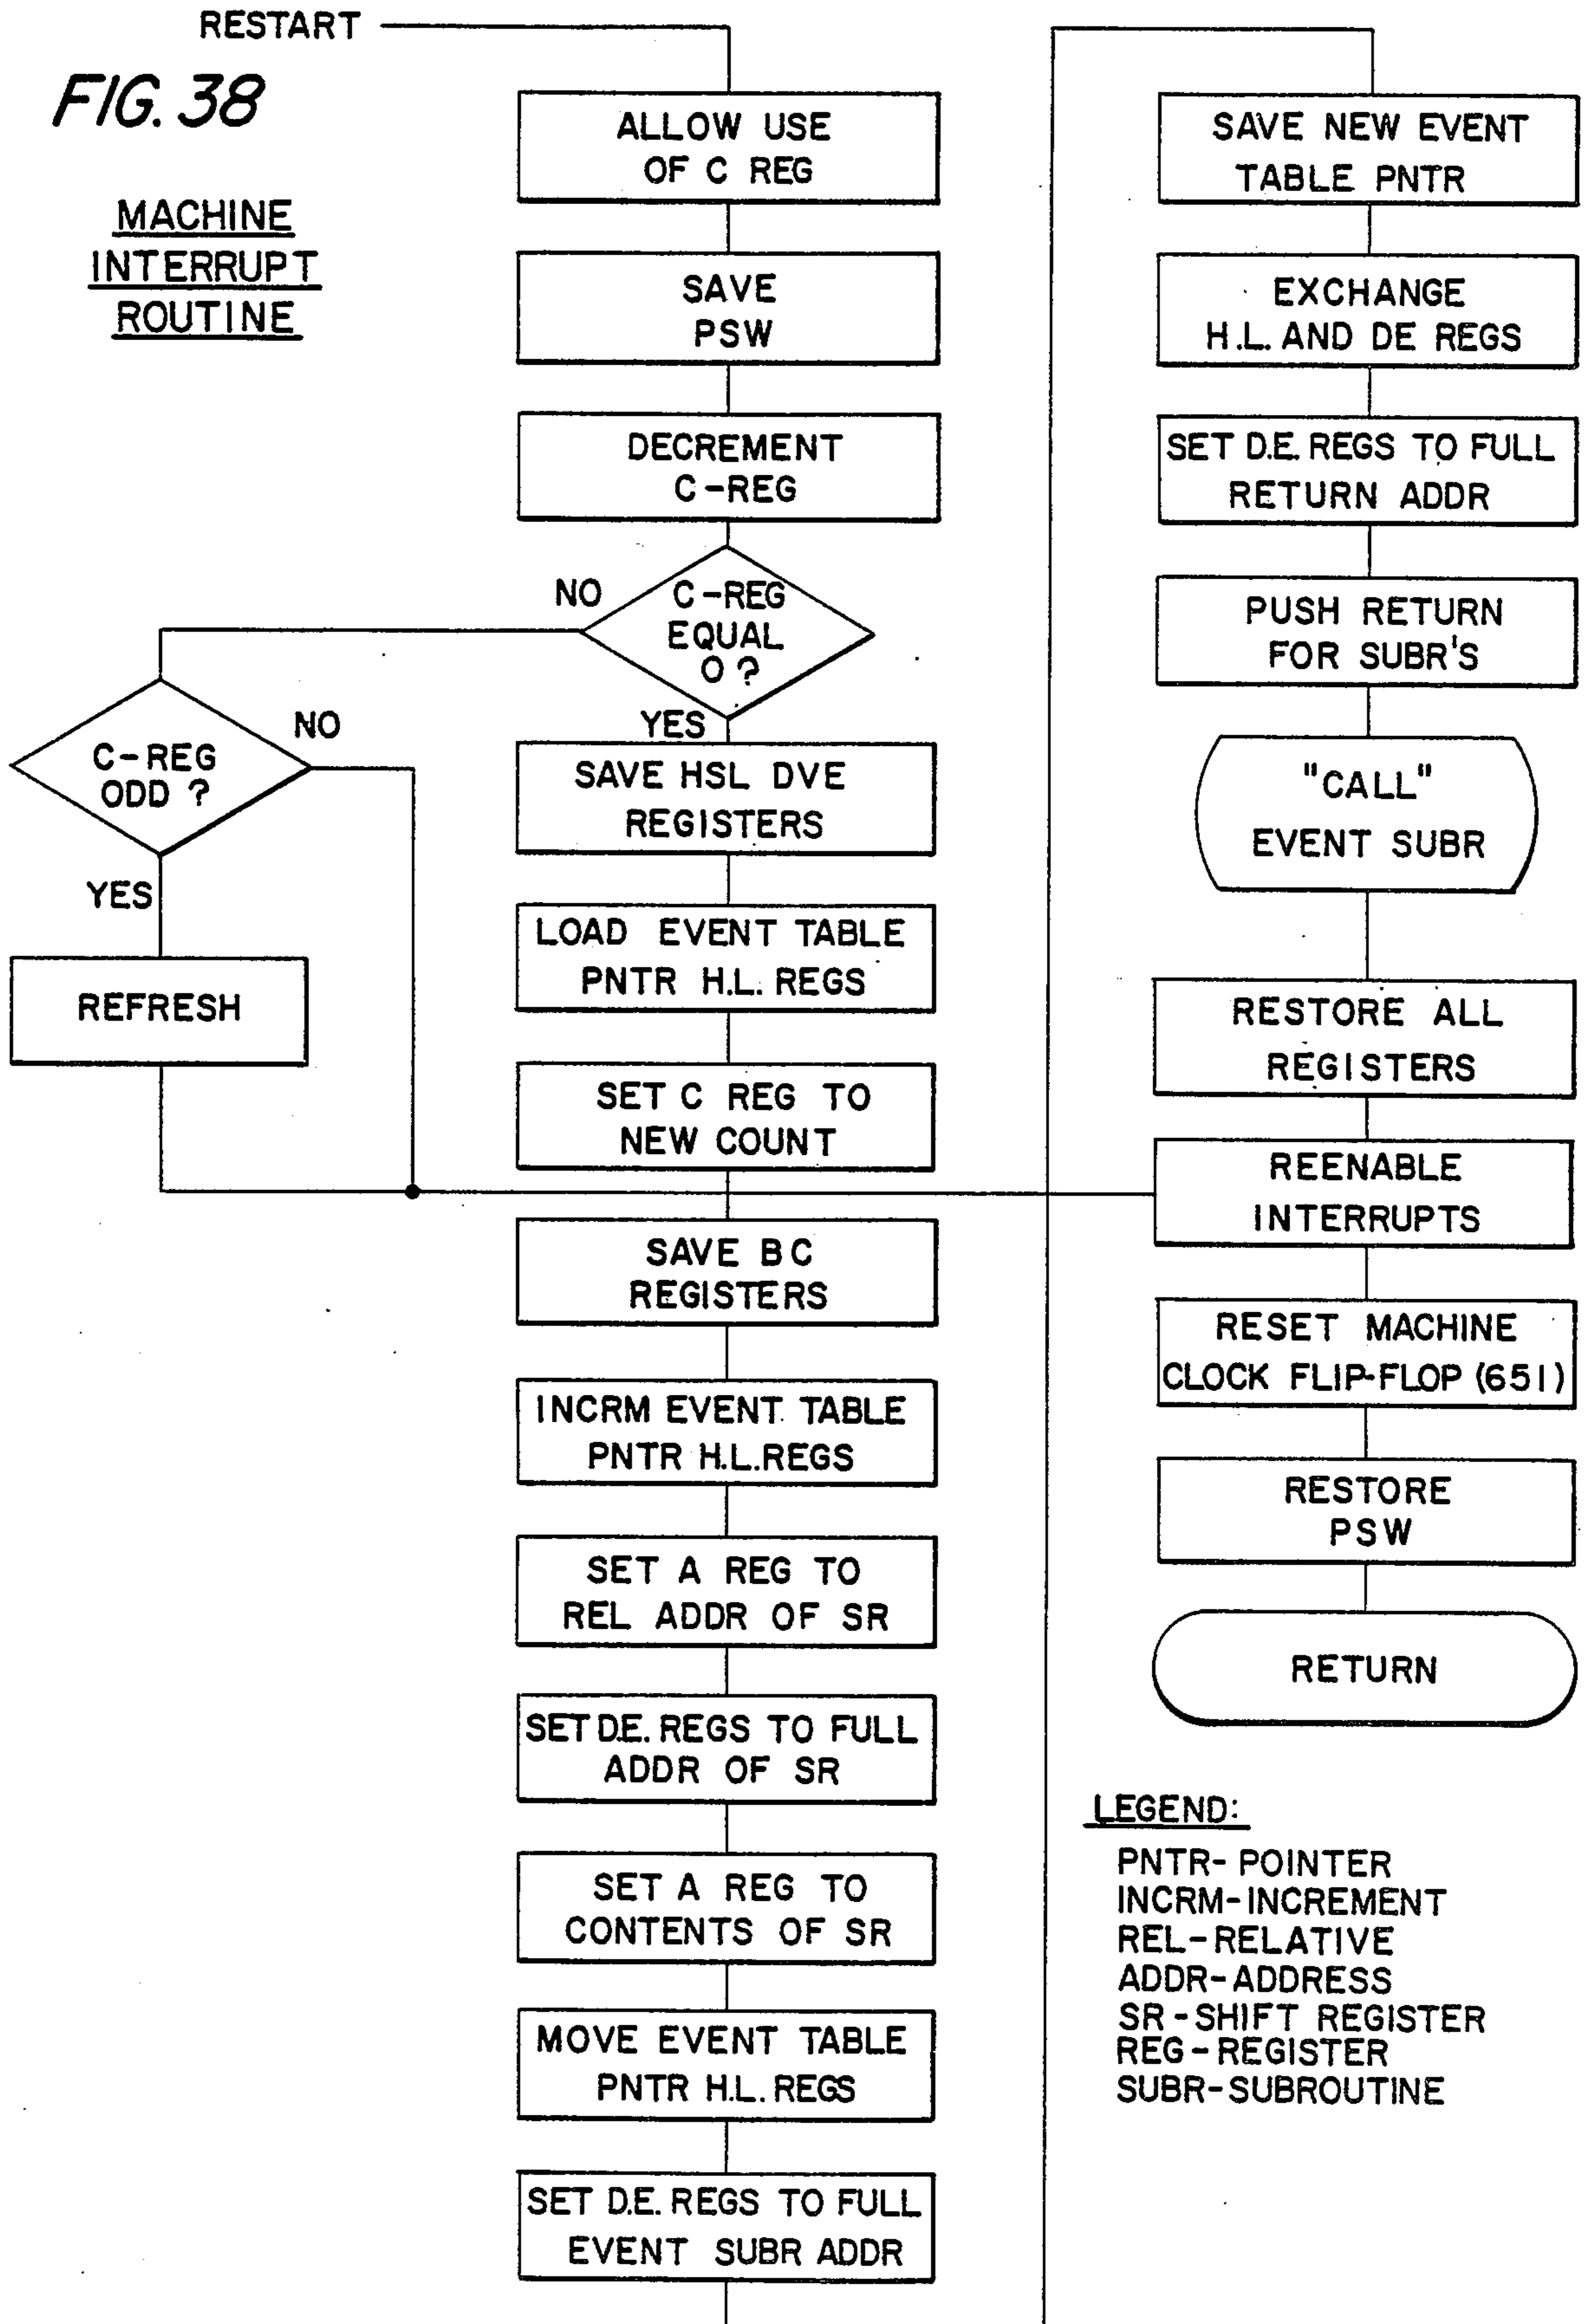 RESTART
FIG. 38
MACHINE
INTERRUPT
ROUTINE
ALLOW USE
OF C REG
SAVE
PSW
DECREMENT
C-REG
C-REG
EQUAL
0 ?
NO
YES
C-REG
ODD ?
NO
YES
REFRESH
SAVE HSL DVE
REGISTERS
LOAD EVENT TABLE
PNTR H.L. REGS
SET C REG TO
NEW COUNT
SAVE BC
REGISTERS
INCRM EVENT TABLE
PNTR H.L.REGS
SET A REG TO
REL ADDR OF SR
SET D.E. REGS TO FULL
ADDR OF SR
SET A REG TO
CONTENTS OF SR
MOVE EVENT TABLE
PNTR H.L. REGS
SET D.E. REGS TO FULL
EVENT SUBR ADDR
SAVE NEW EVENT
TABLE PNTR
EXCHANGE
H.L. AND DE REGS
SET D.E. REGS TO FULL
RETURN ADDR
PUSH RETURN
FOR SUBR'S
"CALL"
EVENT SUBR
RESTORE ALL
REGISTERS
REENABLE
INTERRUPTS
RESET MACHINE
CLOCK FLIP-FLOP (651)
RESTORE
PSW
RETURN
LEGEND:
PNTR- POINTER
INCRM-INCREMENT
REL-RELATIVE
ADDR-ADDRESS
SR-SHIFT REGISTER
REG-REGISTER
SUBR-SUBROUTINE